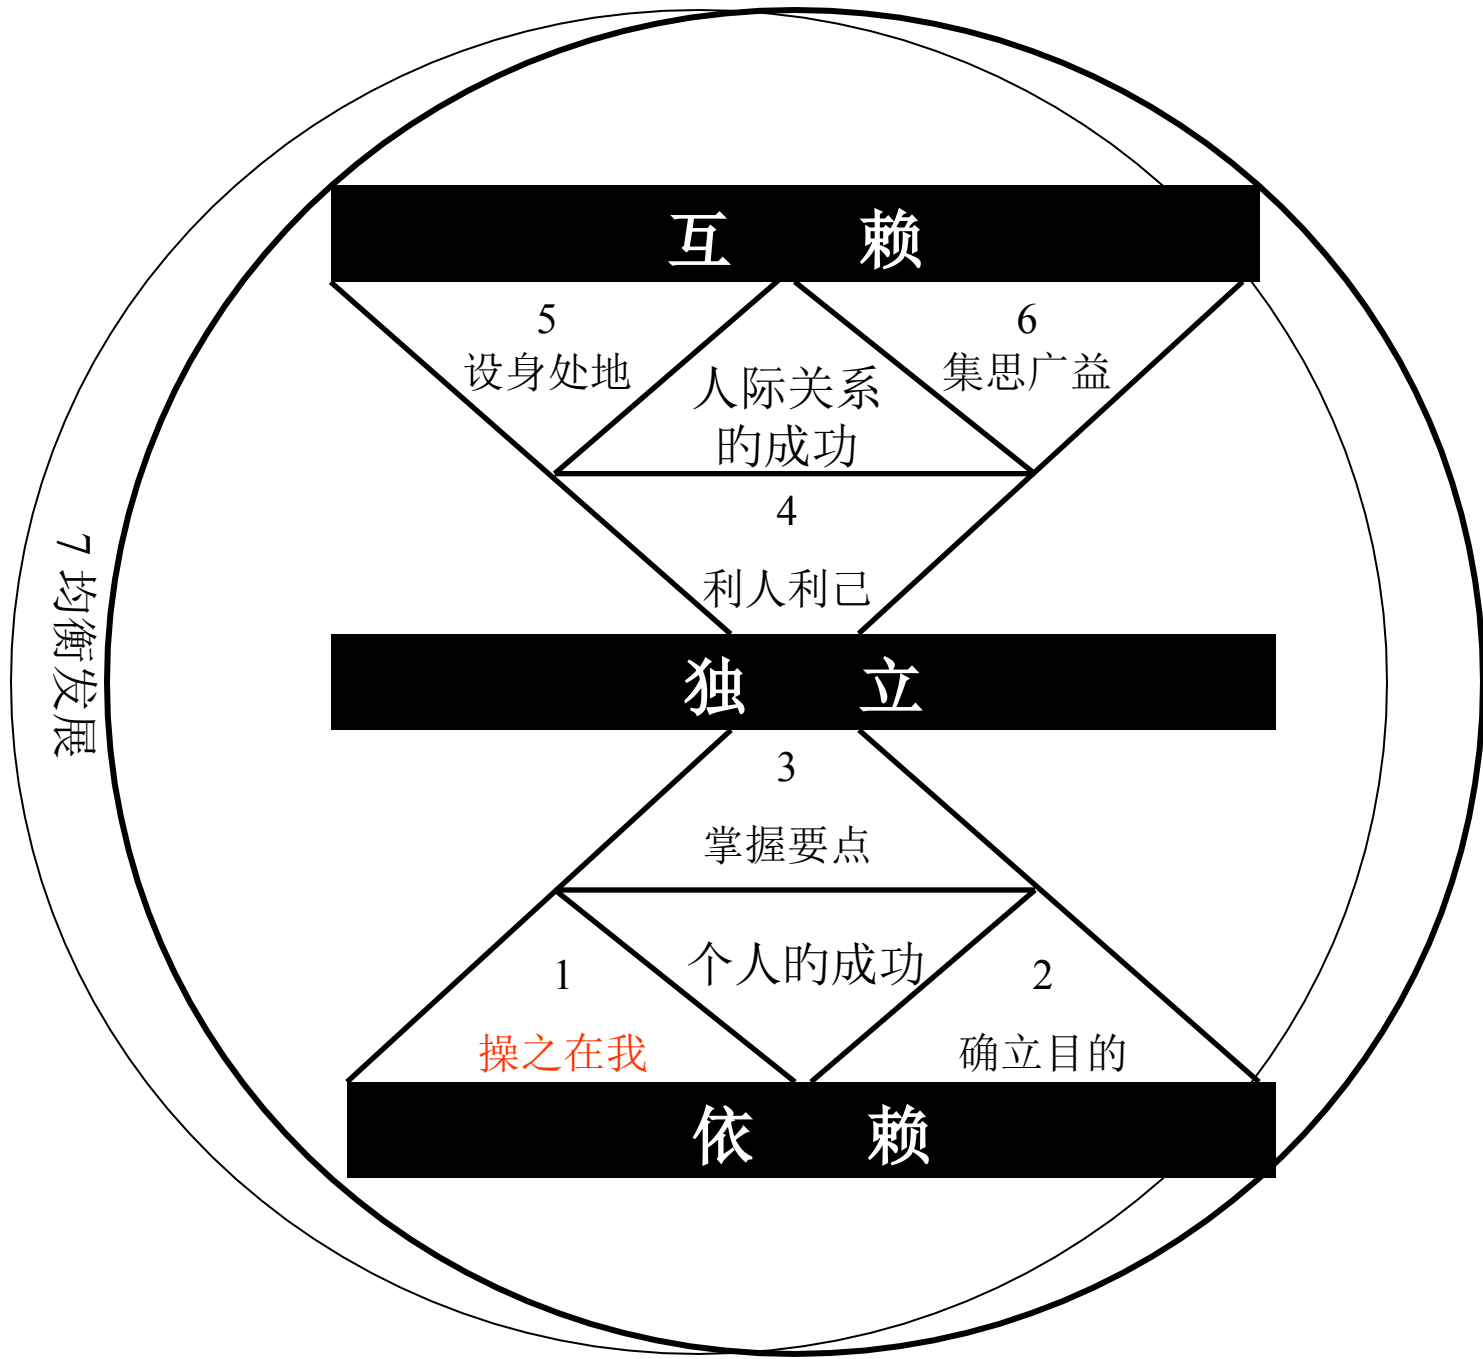 互 赖
5
设身处地
6
集思广益
人际关系
旳成功
4
利人利己
7 均衡发展
独 立
3
掌握要点
个人旳成功
1
操之在我
2
确立目的
依 赖